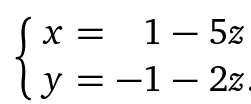 x = 1 − 5z
y = −1 − 2z.